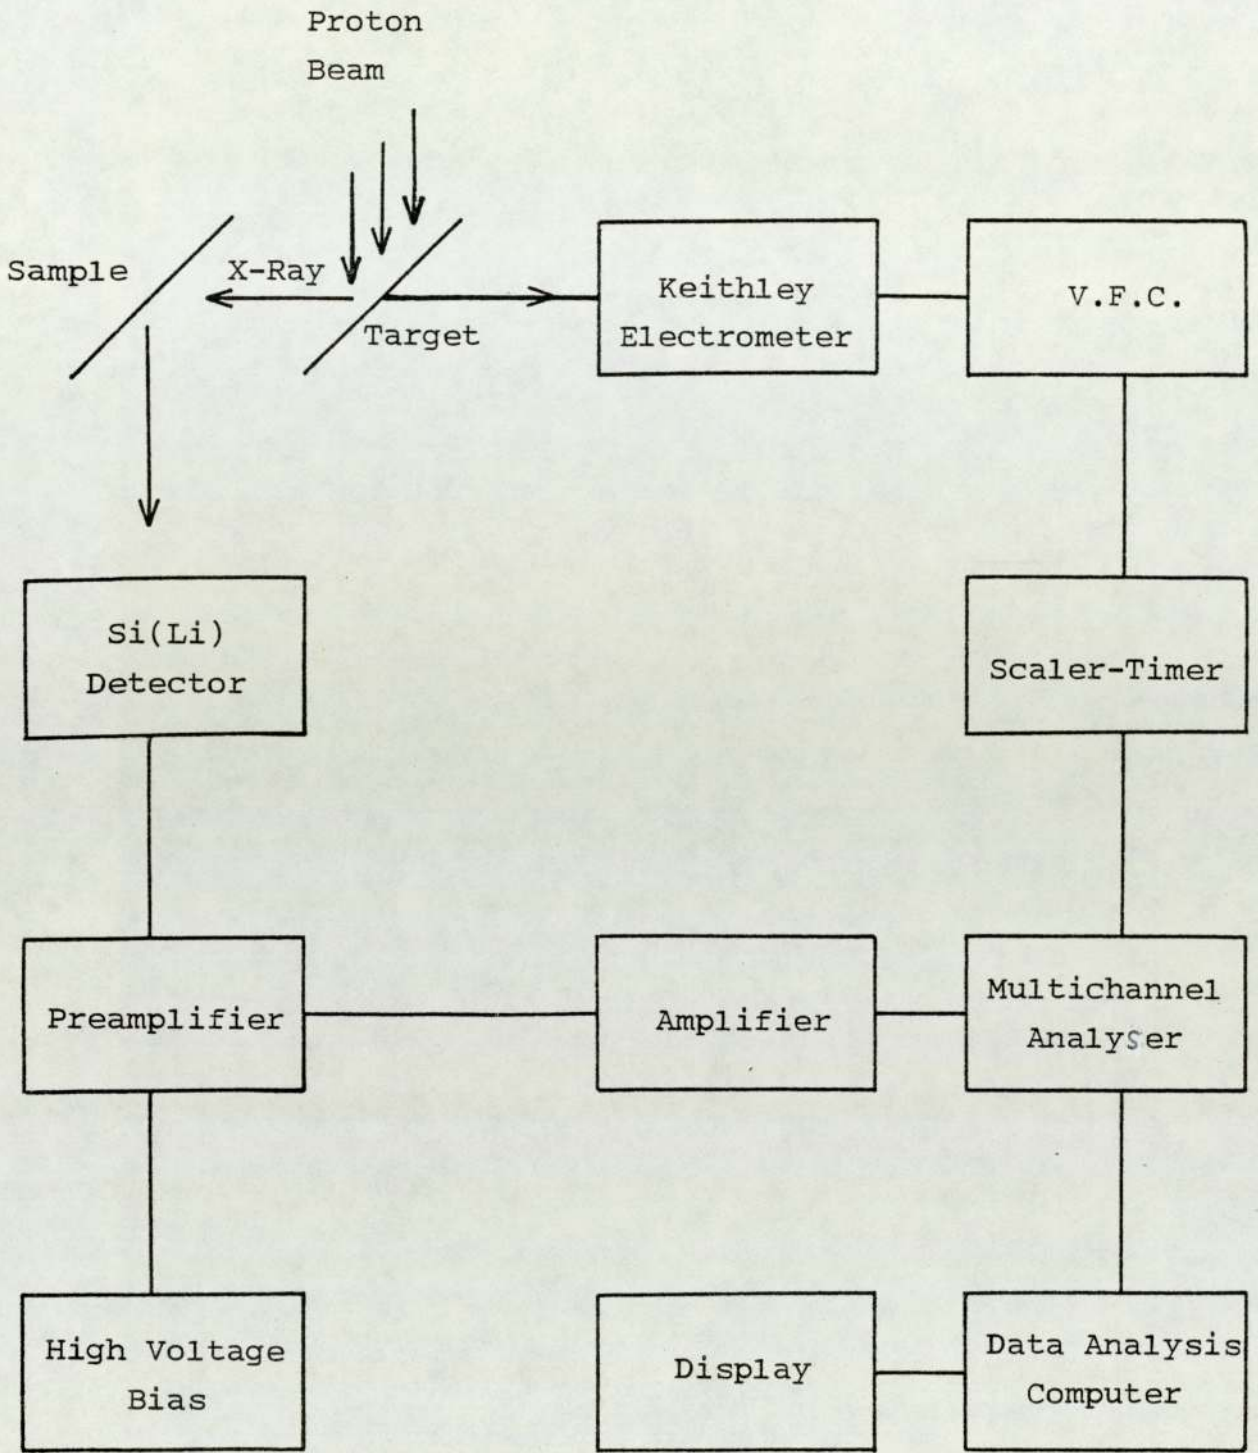 Proton
Beam
Sample
X-Ray
Target
Keithley
Electrometer
V.F.C.
Si(Li)
Detector
Scaler-Timer
Preamplifier
Amplifier
Multichannel
Analyser
High Voltage
Bias
Display
Data Analysis
Computer